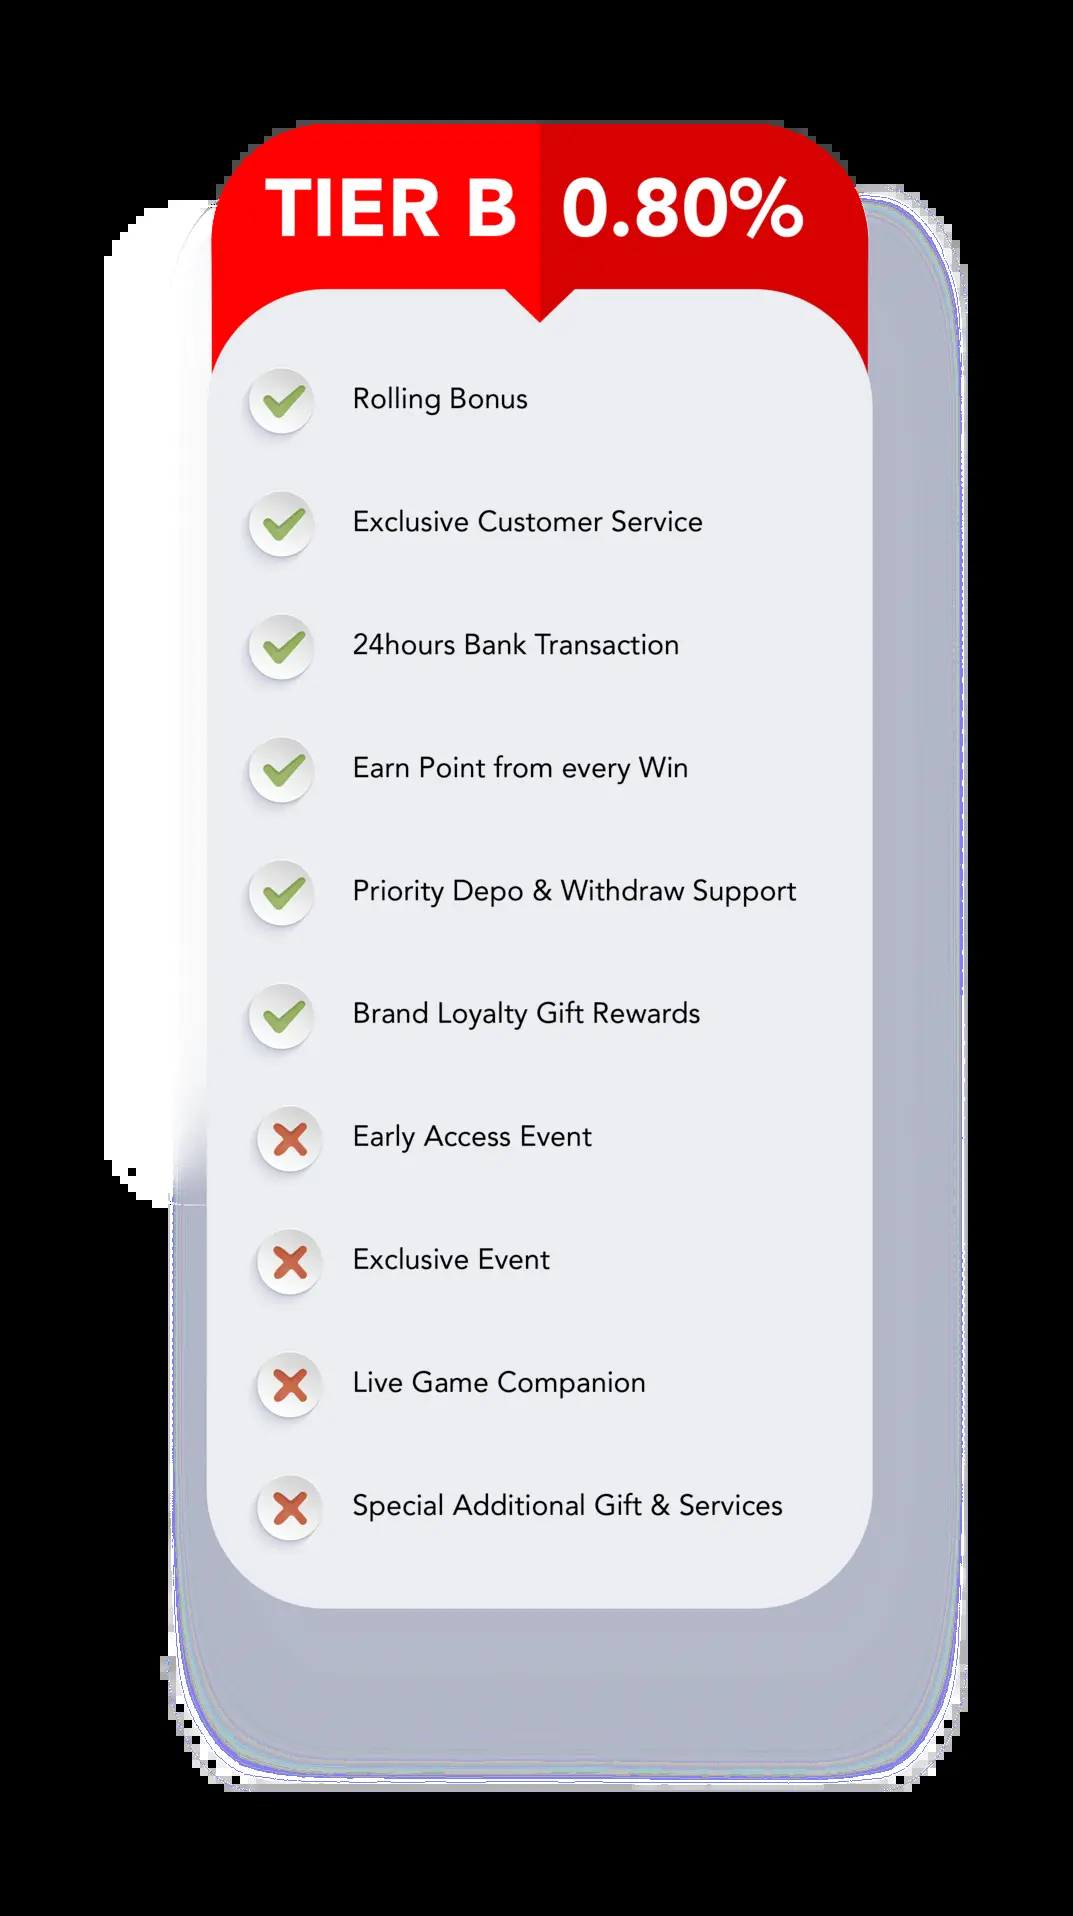 TIER B 0.80%
Rolling Bonus
Exclusive Customer Service
24hours Bank Transaction
Earn Point from every Win
Priority Depo & Withdraw Support
Brand Loyalty Gift Rewards
Early Access Event
Exclusive Event
Live Game Companion
Special Additional Gift & Services